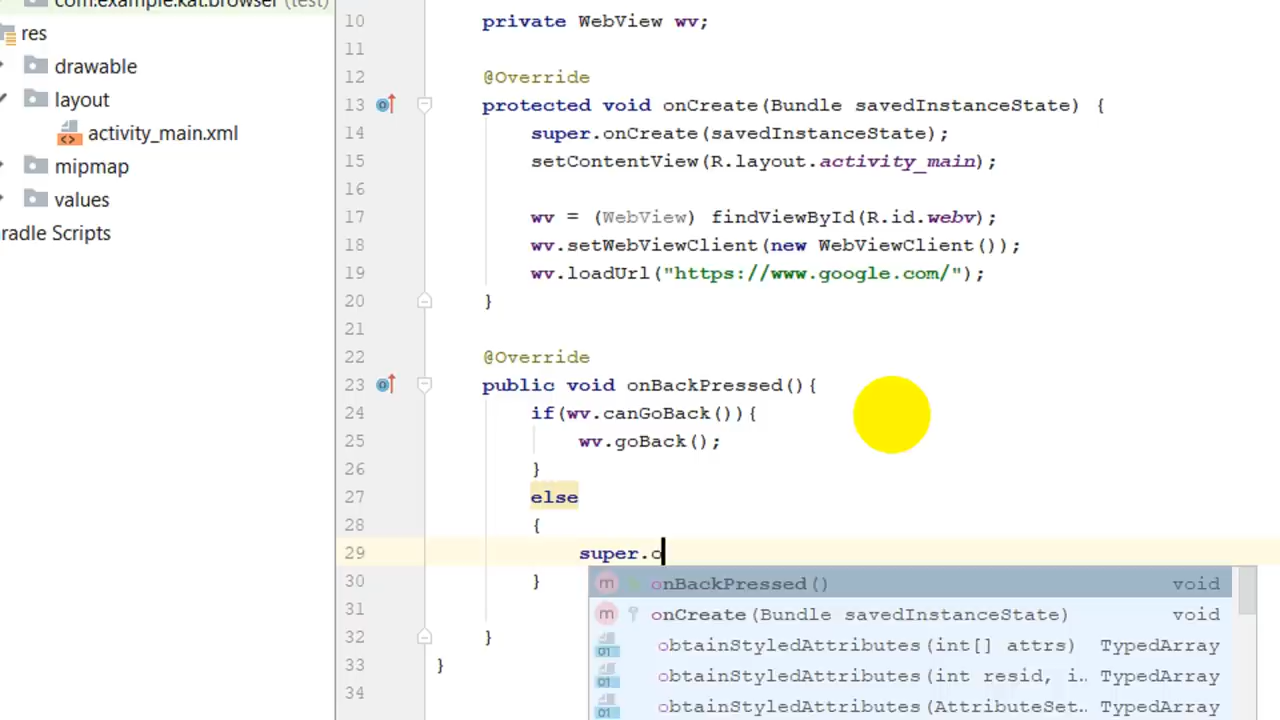 com.example.kat.browser (test)
res
drawable
layout
activity_main.xml
mipmap
values
radle Scripts
10 private WebView wv;
11
12 @Override
13 protected void onCreate(Bundle savedInstanceState) {
14 super.onCreate(savedInstanceState);
15 setContentView(R.layout.activity_main);
16
17 wv = (WebView) findViewById(R.id.webv);
18 wv.setWebViewClient(new WebViewClient());
19 wv.loadUrl("https://www.google.com/");
20 }
21
22 @Override
23 public void onBackPressed(){
24 if(wv.canGoBack()){
25 wv.goBack();
26 }
27 else
28 {
29 super.o
m onBackPressed() void
30 }
m onCreate(Bundle savedInstanceState) void
31
01 obtainStyledAttributes(int[] attrs) TypedArray
32 }
01 obtainStyledAttributes(int resid, i.. TypedArray
33 }
01 obtainStyledAttributes(AttributeSet.. TypedArray
34